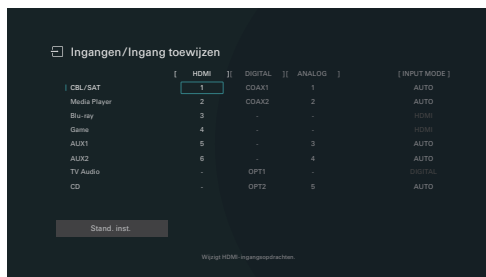 Ingangen/Ingang toewijzen
[ HDMI ][ DIGITAL ][ ANALOG ] [ INPUT MODE ]
CBL/SAT 1 COAX1 1 AUTO
Media Player 2 COAX2 2 AUTO
Blu-ray 3 - - HDMI
Game 4 - - HDMI
AUX1 5 - 3 AUTO
AUX2 6 - 4 AUTO
TV Audio - OPT1 - DIGITAL
CD - OPT2 5 AUTO
Stand. inst.
Wijzigt HDMI-ingangsopdrachten.